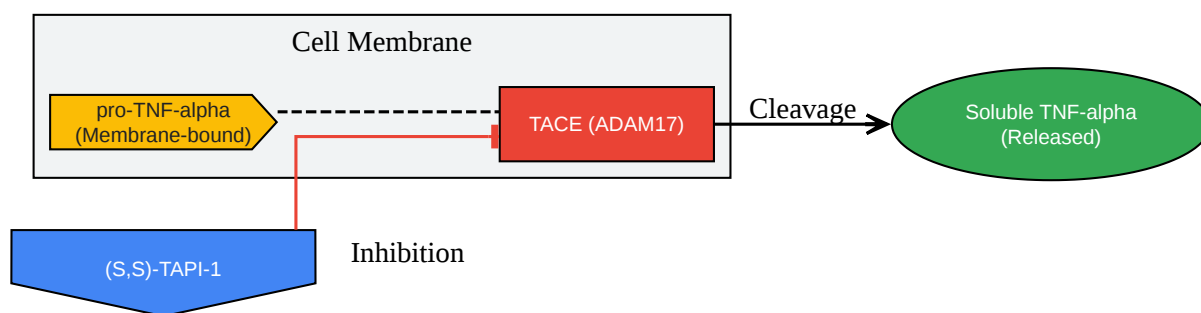 Cell Membrane
pro-TNF-alpha
(Membrane-bound)
TACE (ADAM17)
Cleavage
Soluble TNF-alpha
(Released)
(S,S)-TAPI-1
Inhibition